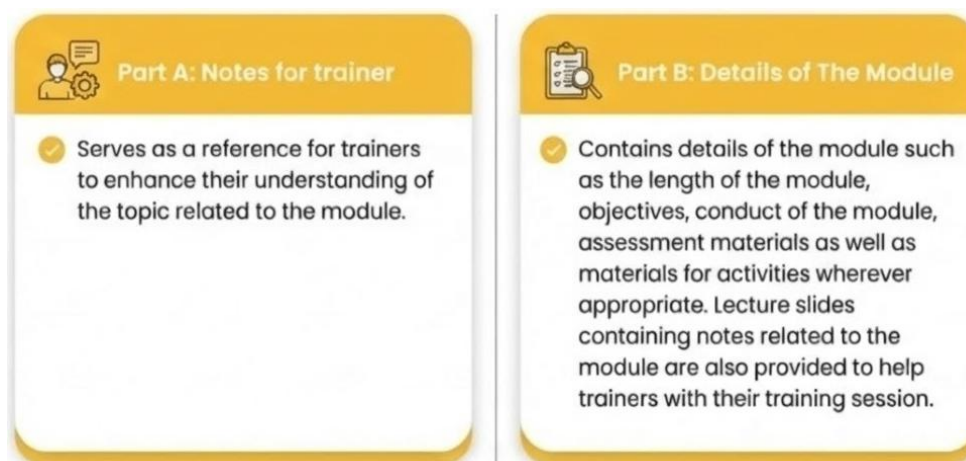 Part A: Notes for trainer
Serves as a reference for trainers
to enhance their understanding of
the topic related to the module.
Part B: Details of The Module
Contains details of the module such
as the length of the module,
objectives, conduct of the module,
assessment materials as well as
materials for activities wherever
appropriate. Lecture slides
containing notes related to the
module are also provided to help
trainers with their training session.